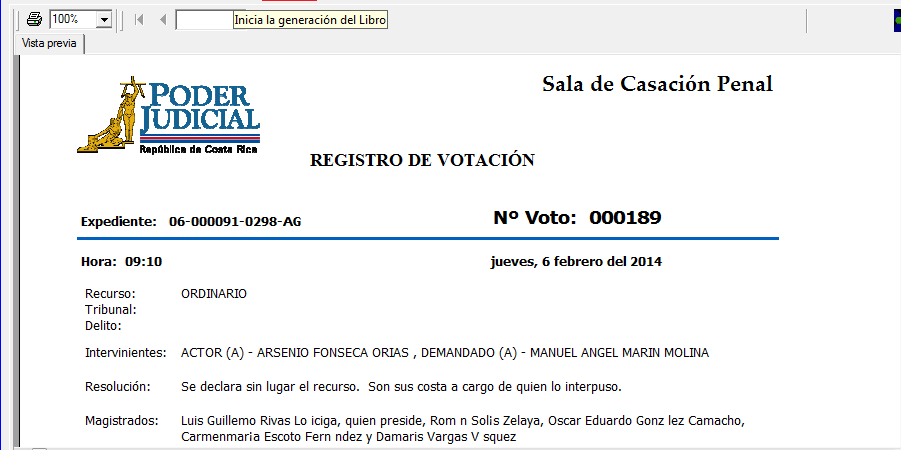 100%
Inicia la generación del Libro
Vista previa
PODER
JUDICIAL
República de Costa Rica
Sala de Casación Penal
REGISTRO DE VOTACIÓN
Expediente: 06-000091-0298-AG
Nº Voto: 000189
Hora: 09:10
jueves, 6 febrero del 2014
Recurso: ORDINARIO
Tribunal:
Delito:
Intervinientes: ACTOR (A) - ARSENIO FONSECA ORIAS , DEMANDADO (A) - MANUEL ANGEL MARIN MOLINA
Resolución: Se declara sin lugar el recurso. Son sus costa a cargo de quien lo interpuso.
Magistrados: Luis Guillemo Rivas Lo iciga, quien preside, Rom n Solís Zelaya, Oscar Eduardo Gonz lez Camacho,
Carmenmaría Escoto Fern ndez y Damaris Vargas V squez